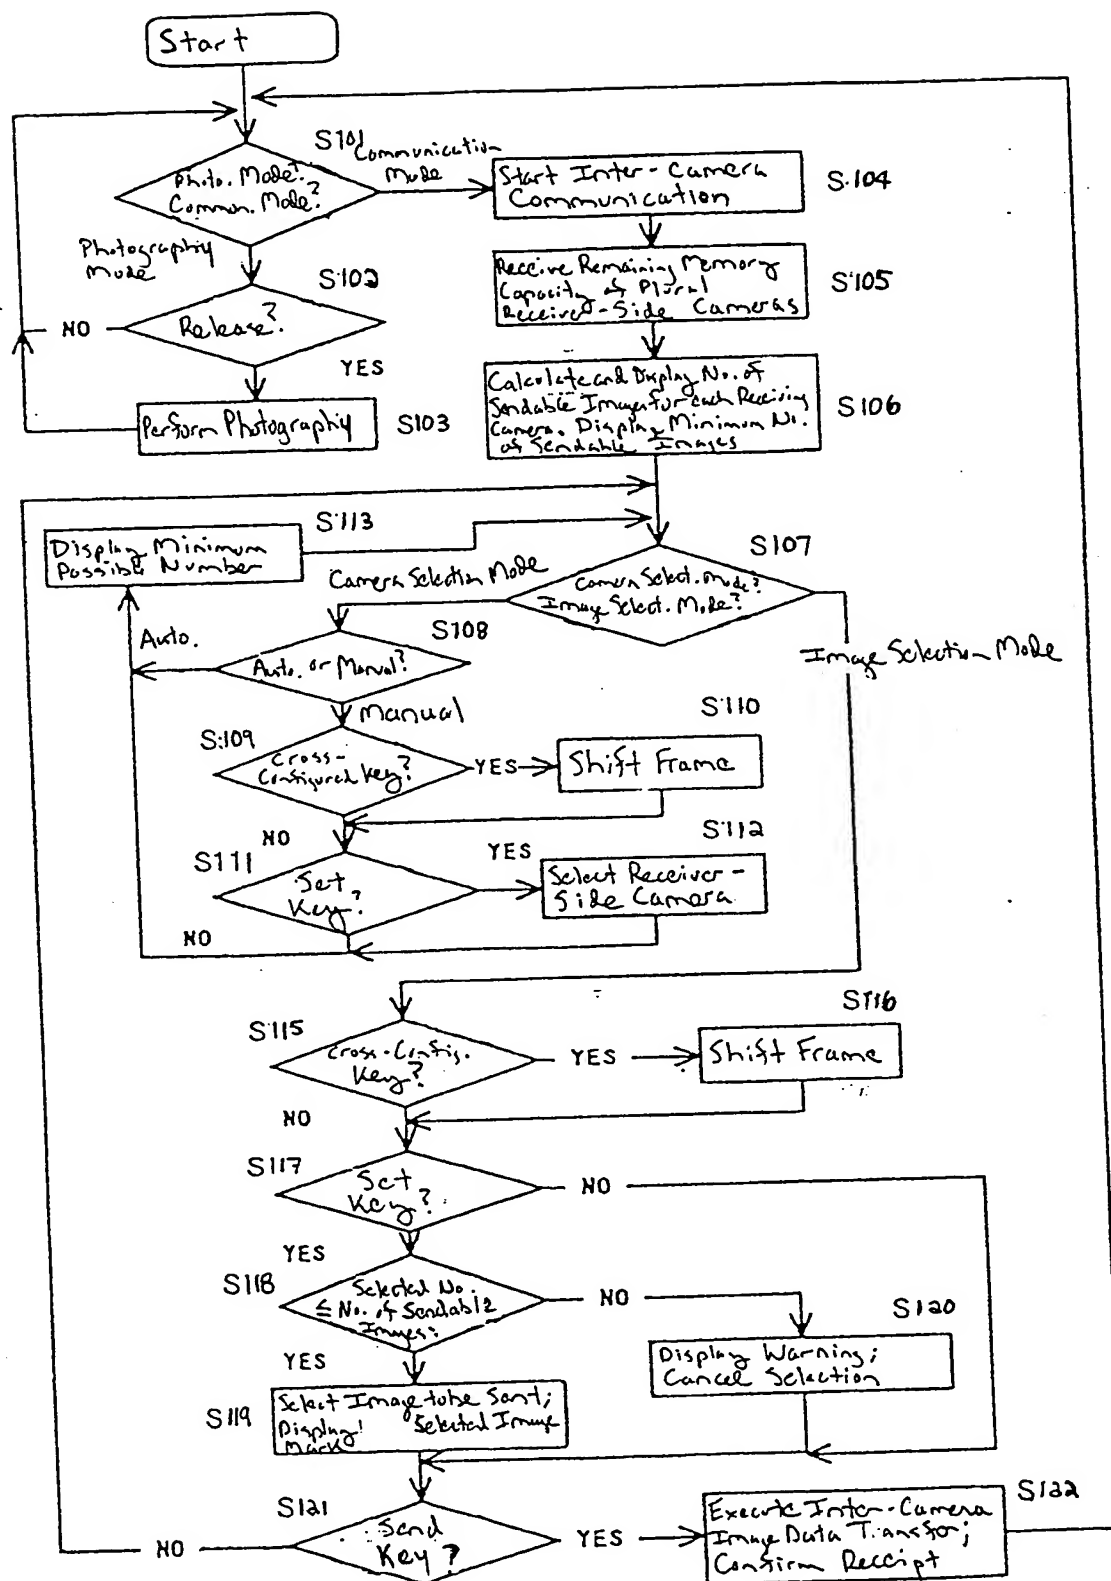 Start
S101
Communication
Mode
Photo. Mode?
Common. Mode?
Start Inter-Camera
Communication
S104
Photography
Mode
S102
Receive Remaining Memory
Capacity of Plural
Receiver-Side Cameras
S105
NO
Release?
YES
Calculate and Display No. of
Sendable Images for each Receiving
Camera. Display Minimum No.
of Sendable Images
S106
Perform Photography
S103
S113
Display Minimum
Possible Number
S107
Camera Selection Mode
Camera Select. Mode?
Image Select. Mode?
Auto.
S108
Auto. or Manual?
Image Selection Mode
Manual
S109
S110
Cross-
Configured Key?
YES
Shift Frame
NO
S111
YES
S112
Set
Key?
Select Receiver-
Side Camera
NO
S115
S116
Cross-Config.
Key?
YES
Shift Frame
NO
S117
Set
Key?
NO
YES
S118
Selected No.
≤ No. of Sendable
Images?
NO
S120
YES
Display Warning;
Cancel Selection
S119
Select Image to be Sent;
Display Selected Image
Mark
S121
S122
Send
Key?
NO
YES
Execute Inter-Camera
Image Data Transfer;
Confirm Receipt